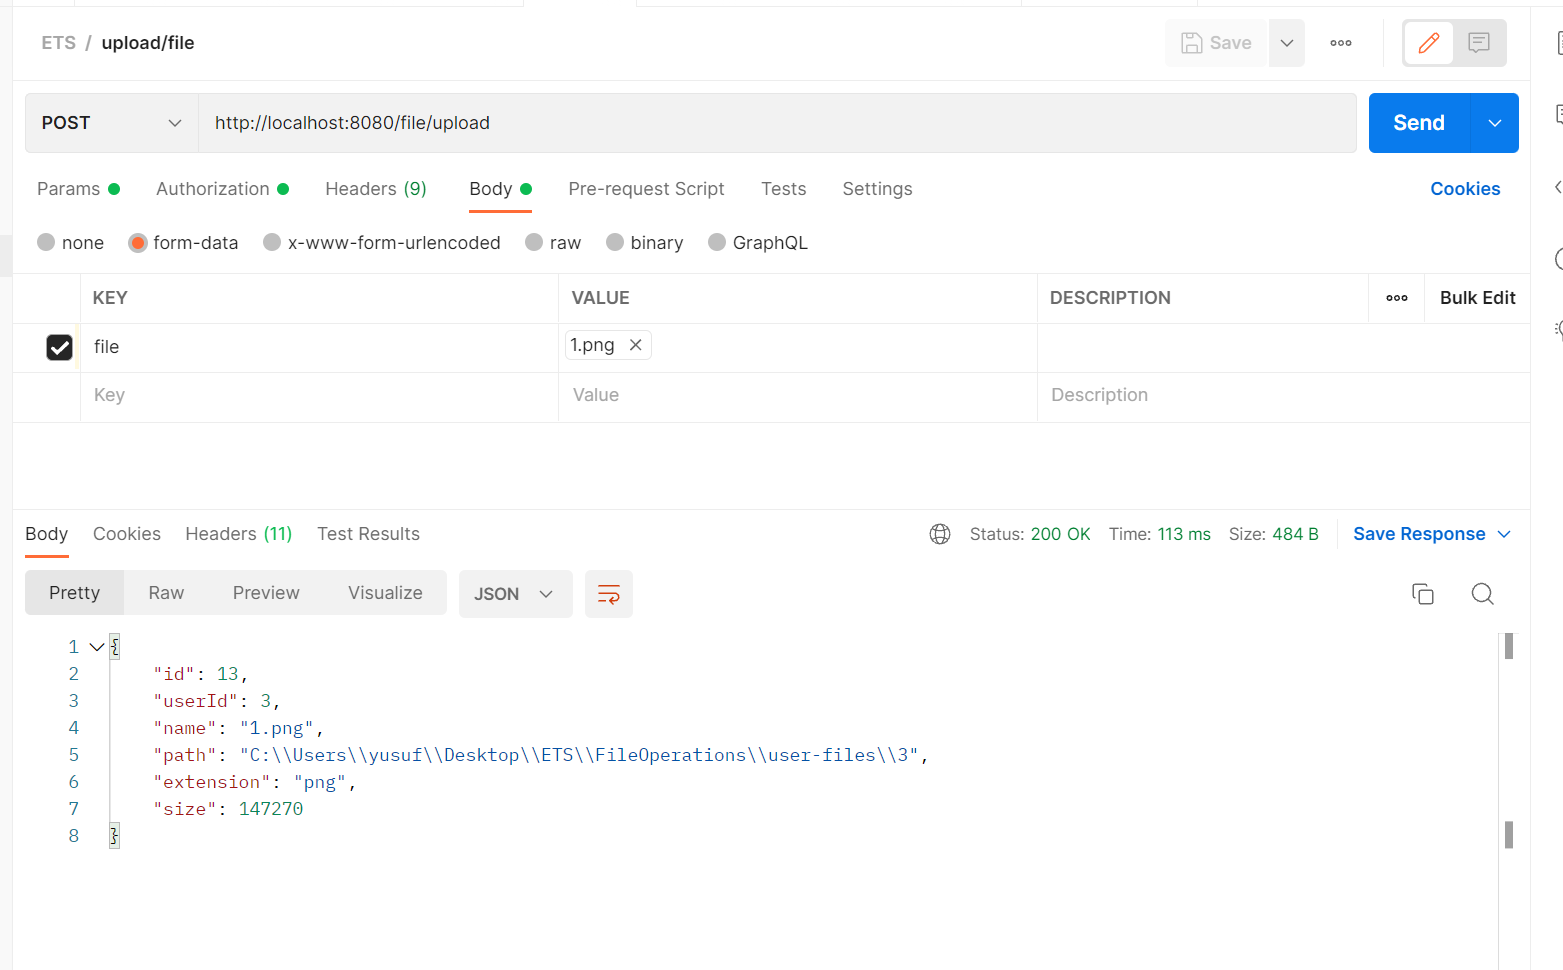 ETS / upload/file
Save
POST
http://localhost:8080/file/upload
Send
Params
Authorization
Headers (9)
Body
Pre-request Script
Tests
Settings
Cookies
none
form-data
x-www-form-urlencoded
raw
binary
GraphQL
KEY
VALUE
DESCRIPTION
Bulk Edit
file
1.png
Key
Value
Description
Body
Cookies
Headers (11)
Test Results
Status: 200 OK
Time: 113 ms
Size: 484 B
Save Response
Pretty
Raw
Preview
Visualize
JSON
1 {
2 "id": 13,
3 "userId": 3,
4 "name": "1.png",
5 "path": "C:\\Users\\yusuf\\Desktop\\ETS\\FileOperations\\user-files\\3",
6 "extension": "png",
7 "size": 147270
8 }